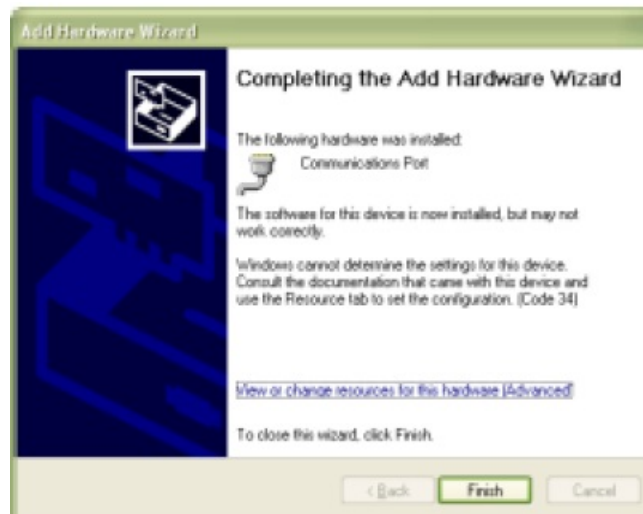 Add Hardware Wizard
Completing the Add Hardware Wizard
The following hardware was installed:
Communications Port
The software for this device is now installed, but may not
work correctly.
Windows cannot determine the settings for this device.
Consult the documentation that came with this device and
use the Resource tab to set the configuration. (Code 34)
View or change resources for this hardware (Advanced)
To close this wizard, click Finish.
< Back Finish Cancel